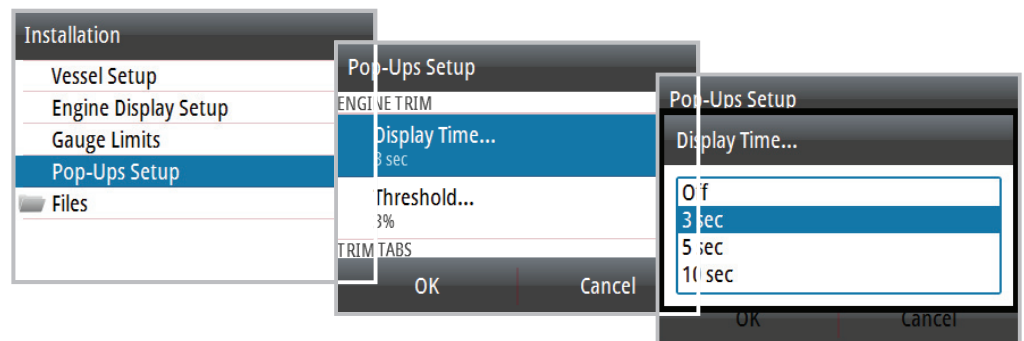 Installation
Vessel Setup
Engine Display Setup
Gauge Limits
Pop-Ups Setup
Files
Pop-Ups Setup
ENGINE TRIM
Display Time...
3 sec
Threshold...
3%
TRIM TABS
OK Cancel
Pop-Ups Setup
Display Time...
Off
3 sec
5 sec
10 sec
OK Cancel